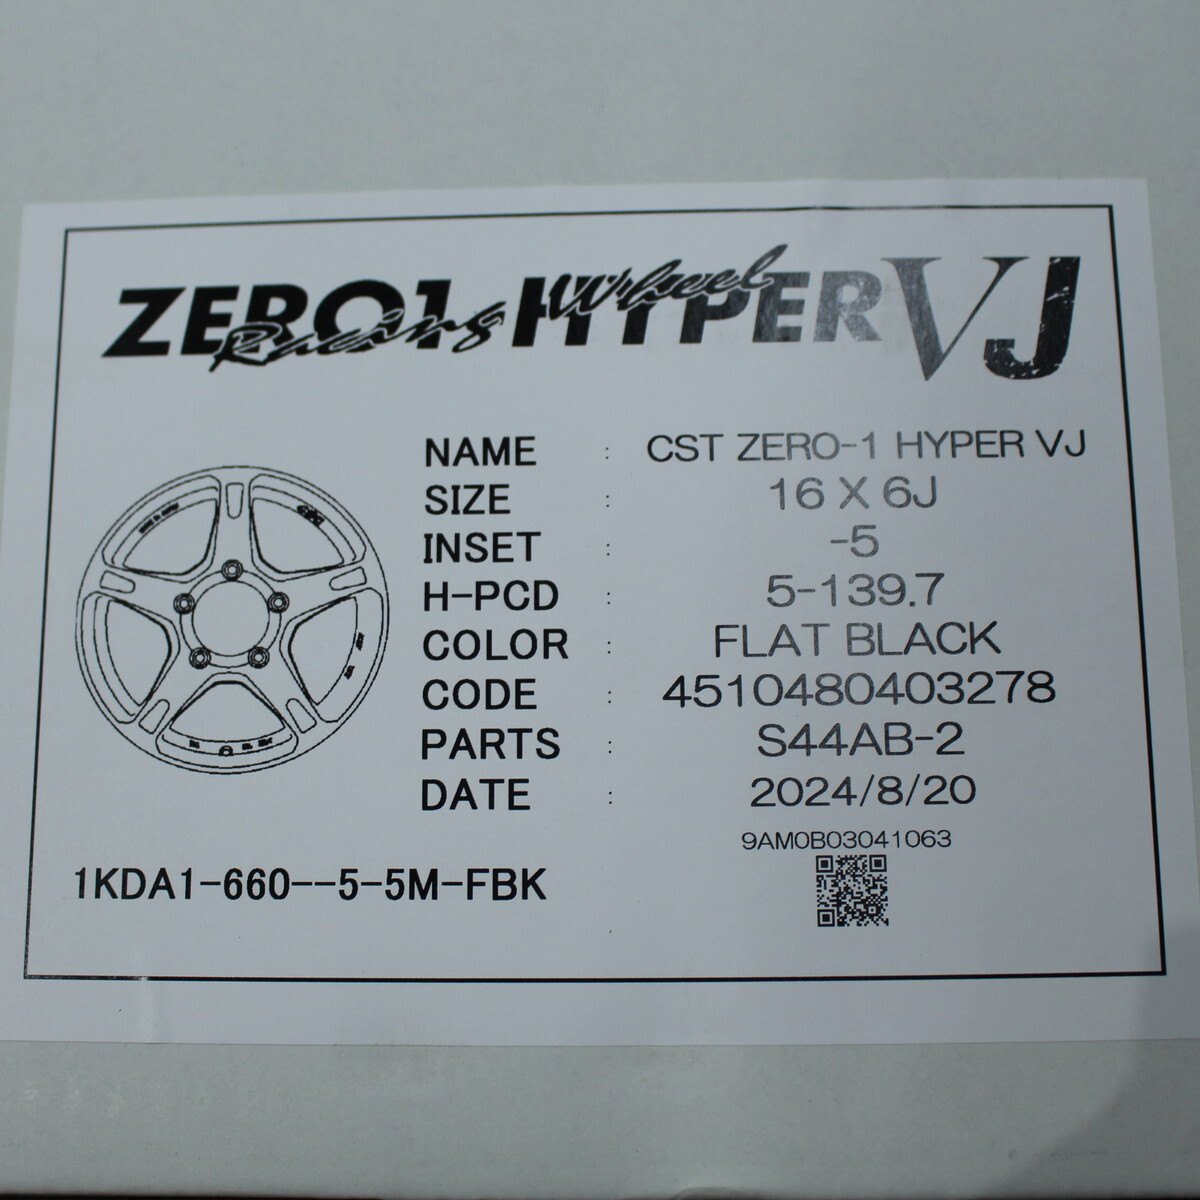 ZERO1 HYPER VJ
Racing Wheel
NAME : CST ZERO-1 HYPER VJ
SIZE : 16 X 6J
INSET : -5
H-PCD : 5-139.7
COLOR : FLAT BLACK
CODE : 4510480403278
PARTS : S44AB-2
DATE : 2024/8/20
9AM0B03041063
1KDA1-660--5-5M-FBK